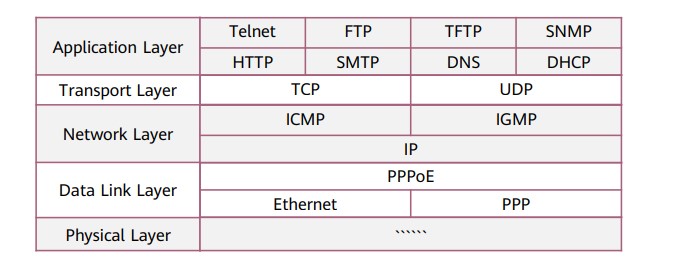 Application Layer
Telnet FTP TFTP SNMP
HTTP SMTP DNS DHCP
Transport Layer
TCP UDP
Network Layer
ICMP IGMP
IP
Data Link Layer
PPPoE
Ethernet PPP
Physical Layer
``````